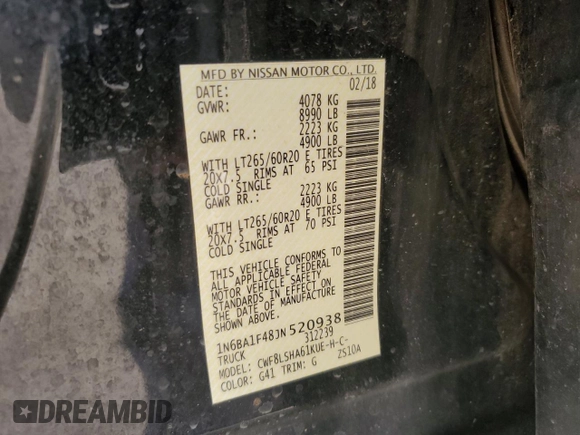 MFD BY NISSAN MOTOR CO., LTD.
DATE: 02/18
GVWR: 4078 KG
8990 LB
GAWR FR.: 2223 KG
4900 LB
WITH LT265/60R20 E TIRES
20X7.5 RIMS AT 65 PSI
COLD SINGLE
GAWR RR.: 2223 KG
4900 LB
WITH LT265/60R20 E TIRES
20X7.5 RIMS AT 70 PSI
COLD SINGLE
THIS VEHICLE CONFORMS TO
ALL APPLICABLE FEDERAL
MOTOR VEHICLE SAFETY
STANDARDS IN EFFECT ON
THE DATE OF MANUFACTURE
SHOWN ABOVE.
1N6BA1F48JN520938
TRUCK 312239
MODEL: CWF8LSHA61KUE-H-C-
COLOR: G41 TRIM: G ZS10A
DREAMBID